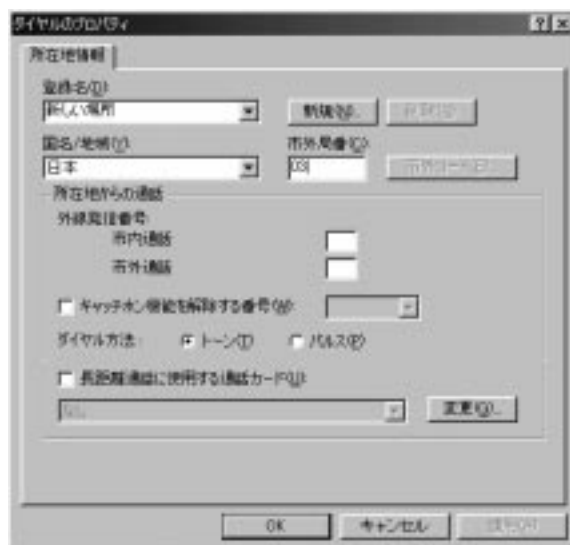 ダイヤルのプロパティ
所在地情報
登録名(D):
新しい場所
新規(N)...
国名/地域(Y):
市外局番(C):
日本
03
所在地からの通話
外線発信番号
市内通話
市外通話
キャッチホン機能を解除する番号(W):
ダイヤル方法:
トーン(T)
パルス(P)
長距離通話に使用する通話カード(U):
なし
変更(G)...
OK
キャンセル